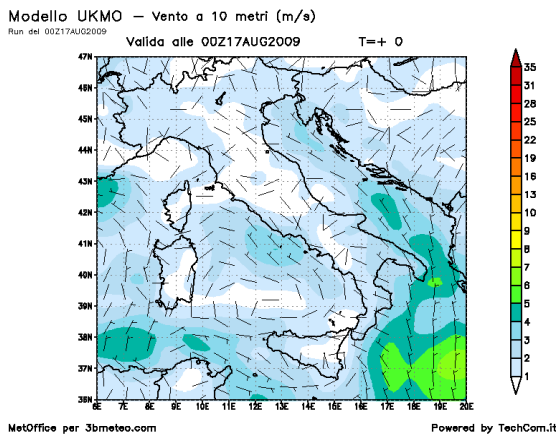 Modello UKMO – Vento a 10 metri (m/s)
Run del 00Z17AUG2009
Valida alle 00Z17AUG2009 T=+ 0
47N
46N
45N
44N
43N
42N
41N
40N
39N
38N
37N
36N
6E 7E 8E 9E 10E 11E 12E 13E 14E 15E 16E 17E 18E 19E 20E
35
31
28
25
22
19
16
13
10
9
8
7
6
5
4
3
2
1
MetOffice per 3bmeteo.com
Powered by TechCom.it